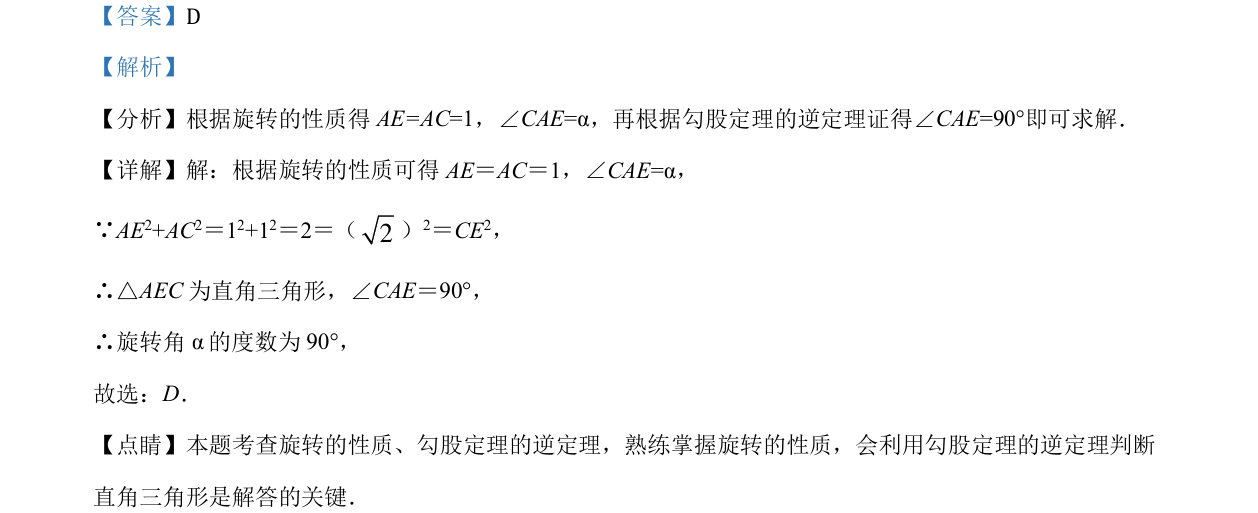 【答案】D
【解析】
【分析】根据旋转的性质得 AE=AC=1，∠CAE=α，再根据勾股定理的逆定理证得∠CAE=90°即可求解．
【详解】解：根据旋转的性质可得 AE＝AC＝1，∠CAE=α，
∵AE²+AC²＝1²+1²＝2＝（√2）²＝CE²，
∴△AEC 为直角三角形，∠CAE＝90°，
∴旋转角 α 的度数为 90°，
故选：D．
【点睛】本题考查旋转的性质、勾股定理的逆定理，熟练掌握旋转的性质，会利用勾股定理的逆定理判断
直角三角形是解答的关键．